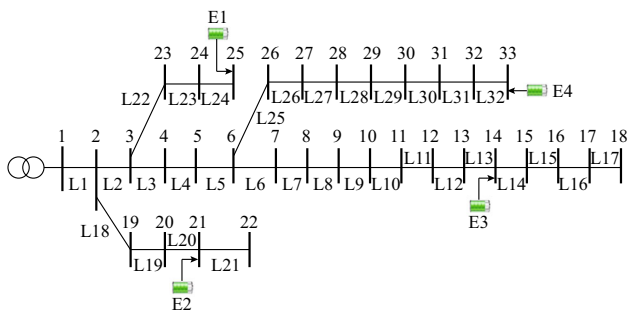 E1
23 24 25 26 27 28 29 30 31 32 33
L22 L23 L24 L25 L26 L27 L28 L29 L30 L31 L32 E4
1 2 3 4 5 6 7 8 9 10 11 12 13 14 15 16 17 18
L11 L13 L15 L17
L1 L2 L3 L4 L5 L6 L7 L8 L9 L10 L12 L14 L16
L18 19 20 21 22 E3
L20
L19 L21
E2